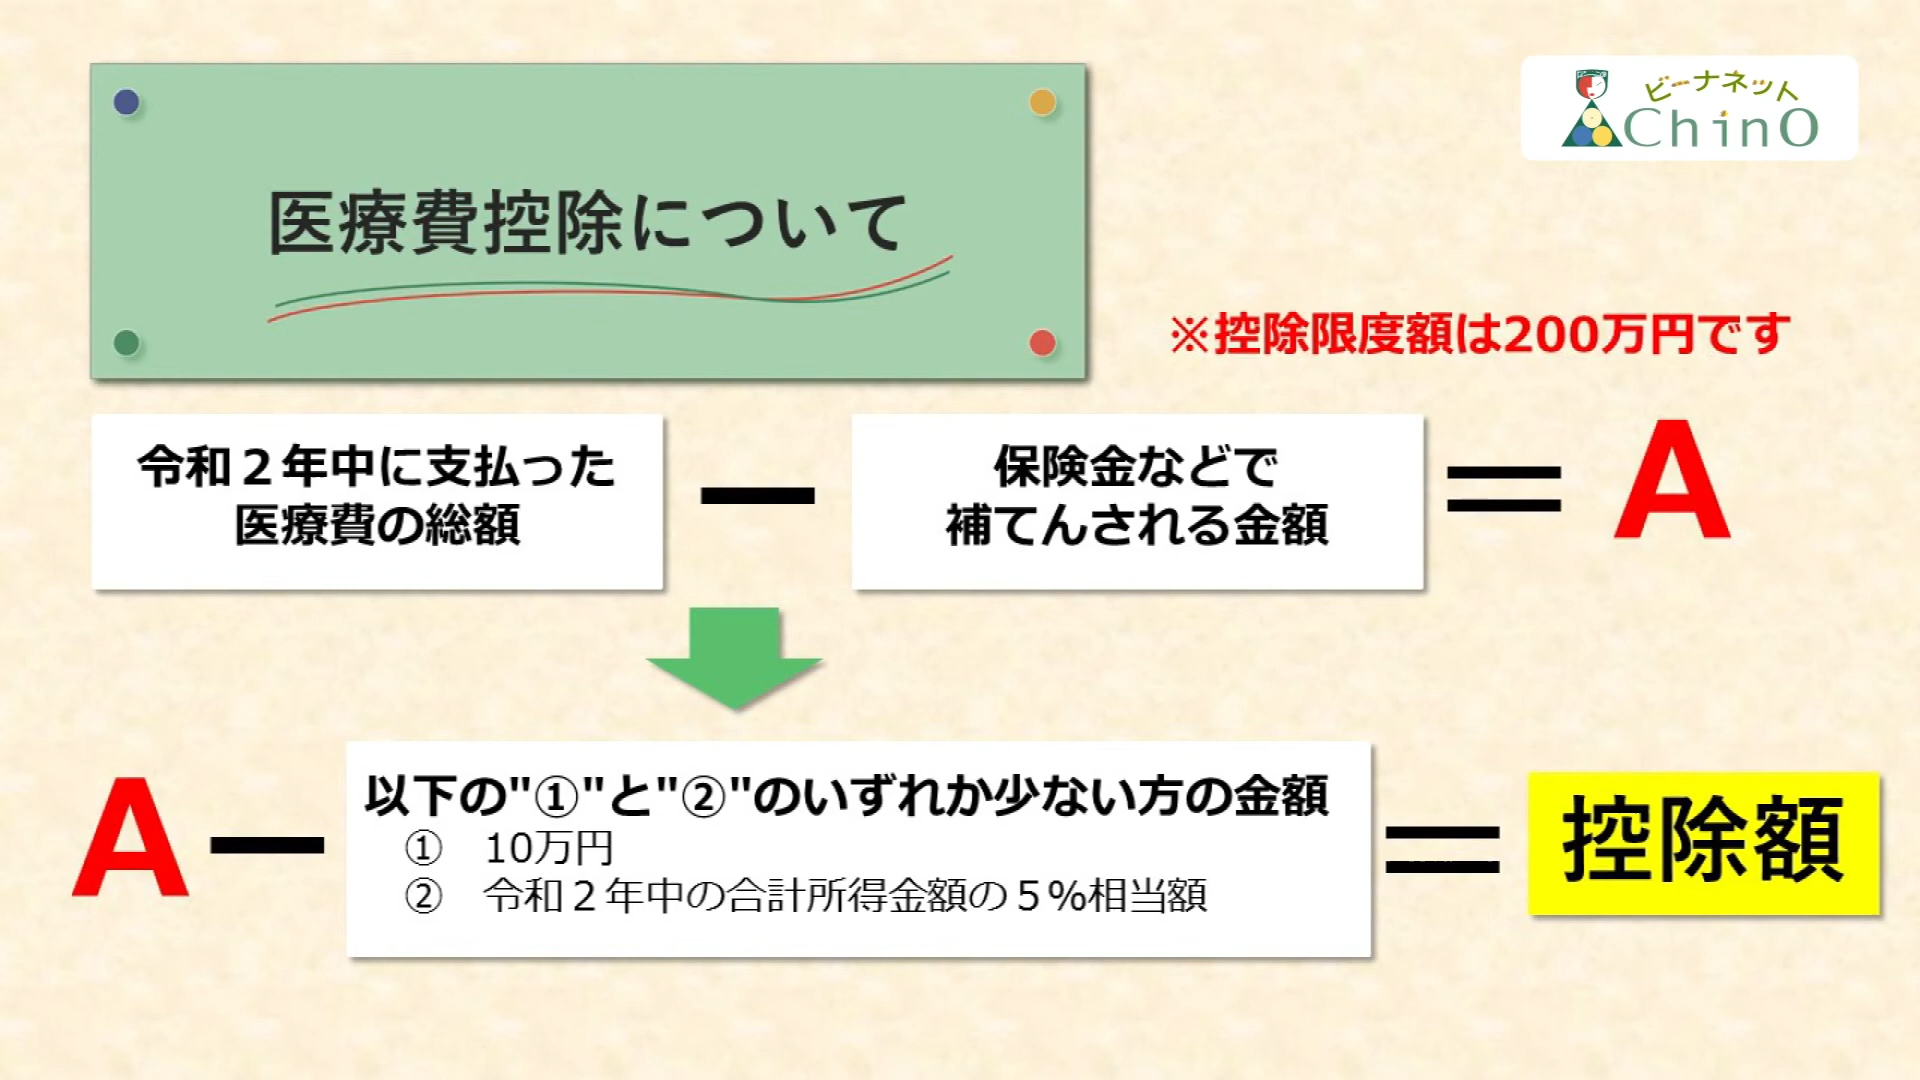 ビーナネット
ChinO
医療費控除について
※控除限度額は200万円です
令和２年中に支払った
医療費の総額
ー
保険金などで
補てんされる金額
＝
A
A
ー
以下の"①"と"②"のいずれか少ない方の金額
①　10万円
②　令和２年中の合計所得金額の５%相当額
＝
控除額